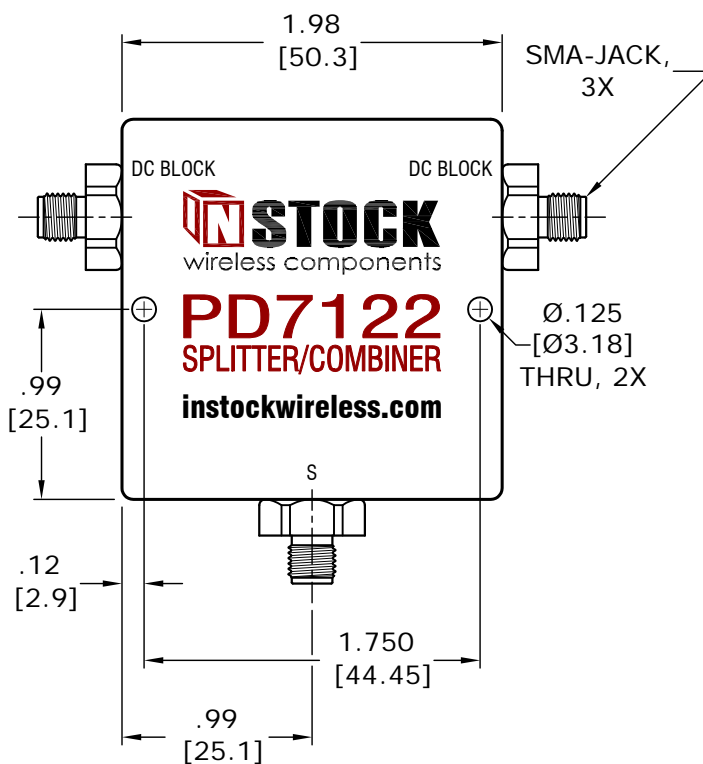 1.98
[50.3]
SMA-JACK,
3X
DC BLOCK
DC BLOCK
INSTOCK
wireless components
PD7122
SPLITTER/COMBINER
instockwireless.com
Ø.125
[Ø3.18]
THRU, 2X
.99
[25.1]
S
.12
[2.9]
1.750
[44.45]
.99
[25.1]